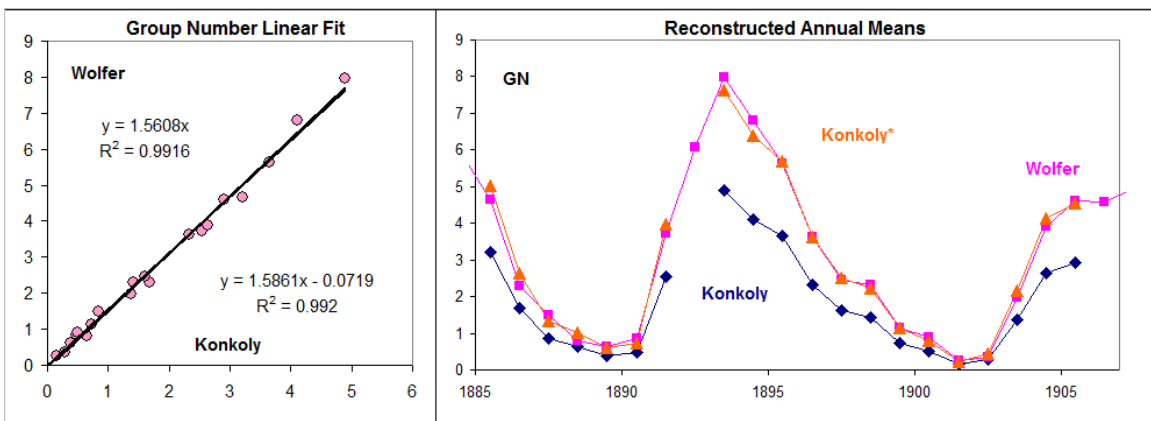 Group Number Linear Fit
9
8
7
6
5
4
3
2
1
0
Wolfer
y = 1.5608x
R² = 0.9916
y = 1.5861x - 0.0719
R² = 0.992
Konkoly
0 1 2 3 4 5 6
Reconstructed Annual Means
9
8
7
6
5
4
3
2
1
0
GN
Konkoly*
Wolfer
Konkoly
1885 1890 1895 1900 1905